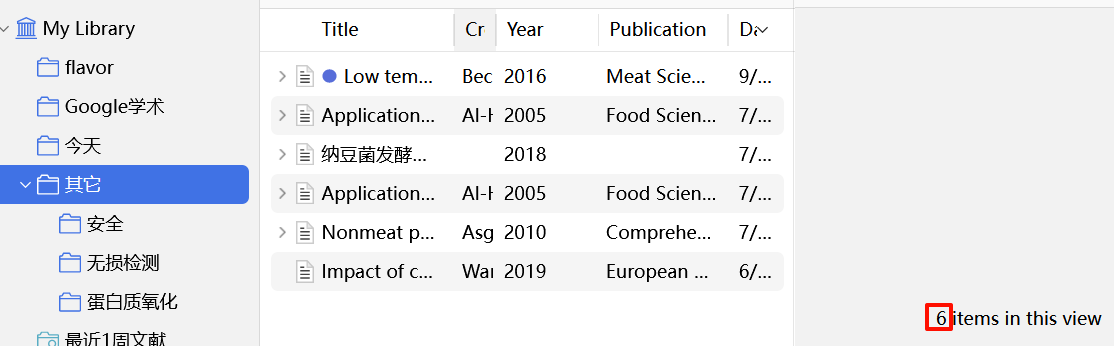 My Library
flavor
Google学术
今天
其它
安全
无损检测
蛋白质氧化
最近1周文献
Title Cr Year Publication Da
Low tem... Bec 2016 Meat Scie... 9/...
Application... Al-H 2005 Food Scien... 7/...
纳豆菌发酵... 2018 7/...
Application... Al-H 2005 Food Scien... 7/...
Nonmeat p... Asg 2010 Comprehe... 7/...
Impact of c... War 2019 European ... 6/...
6 items in this view